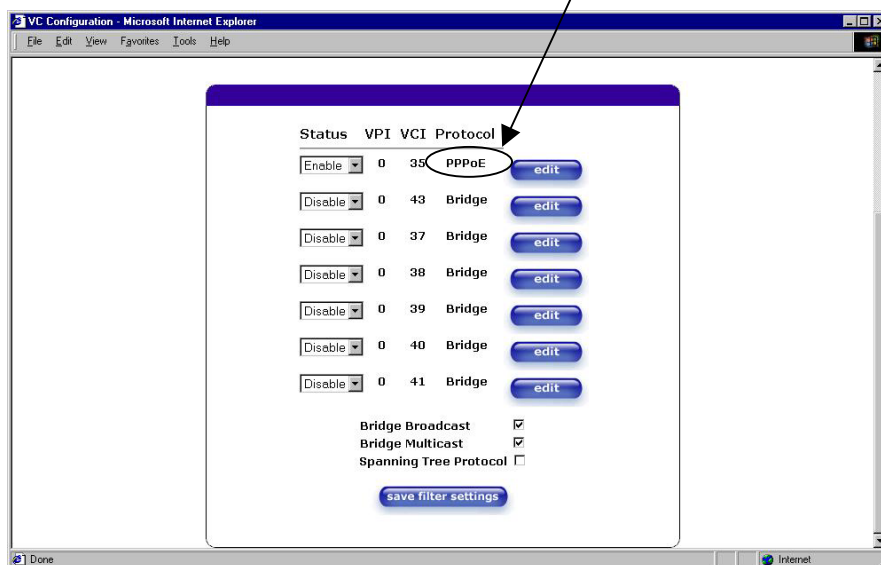 VC Configuration - Microsoft Internet Explorer
File Edit View Favorites Tools Help
Status VPI VCI Protocol
Enable 0 35 PPPoE edit
Disable 0 43 Bridge edit
Disable 0 37 Bridge edit
Disable 0 38 Bridge edit
Disable 0 39 Bridge edit
Disable 0 40 Bridge edit
Disable 0 41 Bridge edit
Bridge Broadcast
Bridge Multicast
Spanning Tree Protocol
save filter settings
Done Internet